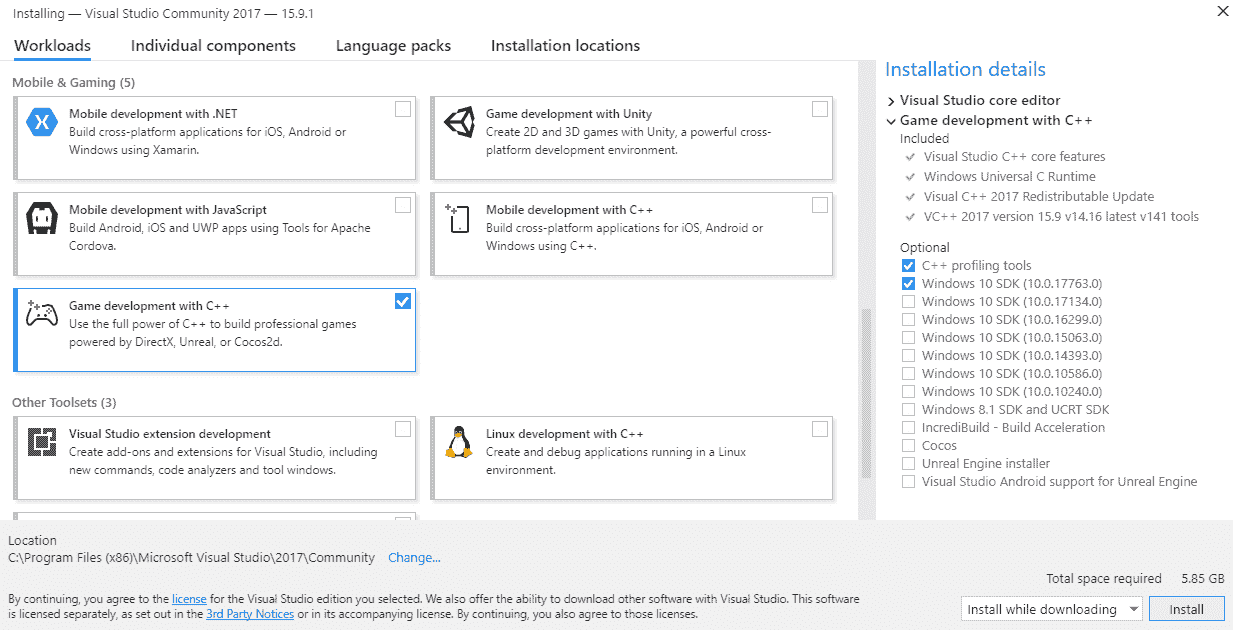 Installing — Visual Studio Community 2017 — 15.9.1
Workloads
Individual components
Language packs
Installation locations
Mobile & Gaming (5)
Mobile development with .NET
Build cross-platform applications for iOS, Android or
Windows using Xamarin.
Game development with Unity
Create 2D and 3D games with Unity, a powerful cross-
platform development environment.
Mobile development with JavaScript
Build Android, iOS and UWP apps using Tools for Apache
Cordova.
Mobile development with C++
Build cross-platform applications for iOS, Android or
Windows using C++.
Game development with C++
Use the full power of C++ to build professional games
powered by DirectX, Unreal, or Cocos2d.
Other Toolsets (3)
Visual Studio extension development
Create add-ons and extensions for Visual Studio, including
new commands, code analyzers and tool windows.
Linux development with C++
Create and debug applications running in a Linux
environment.
Installation details
Visual Studio core editor
Game development with C++
Included
Visual Studio C++ core features
Windows Universal C Runtime
Visual C++ 2017 Redistributable Update
VC++ 2017 version 15.9 v14.16 latest v141 tools
Optional
C++ profiling tools
Windows 10 SDK (10.0.17763.0)
Windows 10 SDK (10.0.17134.0)
Windows 10 SDK (10.0.16299.0)
Windows 10 SDK (10.0.15063.0)
Windows 10 SDK (10.0.14393.0)
Windows 10 SDK (10.0.10586.0)
Windows 10 SDK (10.0.10240.0)
Windows 8.1 SDK and UCRT SDK
IncrediBuild - Build Acceleration
Cocos
Unreal Engine installer
Visual Studio Android support for Unreal Engine
Location
C:\Program Files (x86)\Microsoft Visual Studio\2017\Community Change...
Total space required 5.85 GB
By continuing, you agree to the license for the Visual Studio edition you selected. We also offer the ability to download other software with Visual Studio. This software
is licensed separately, as set out in the 3rd Party Notices or in its accompanying license. By continuing, you also agree to those licenses.
Install while downloading
Install